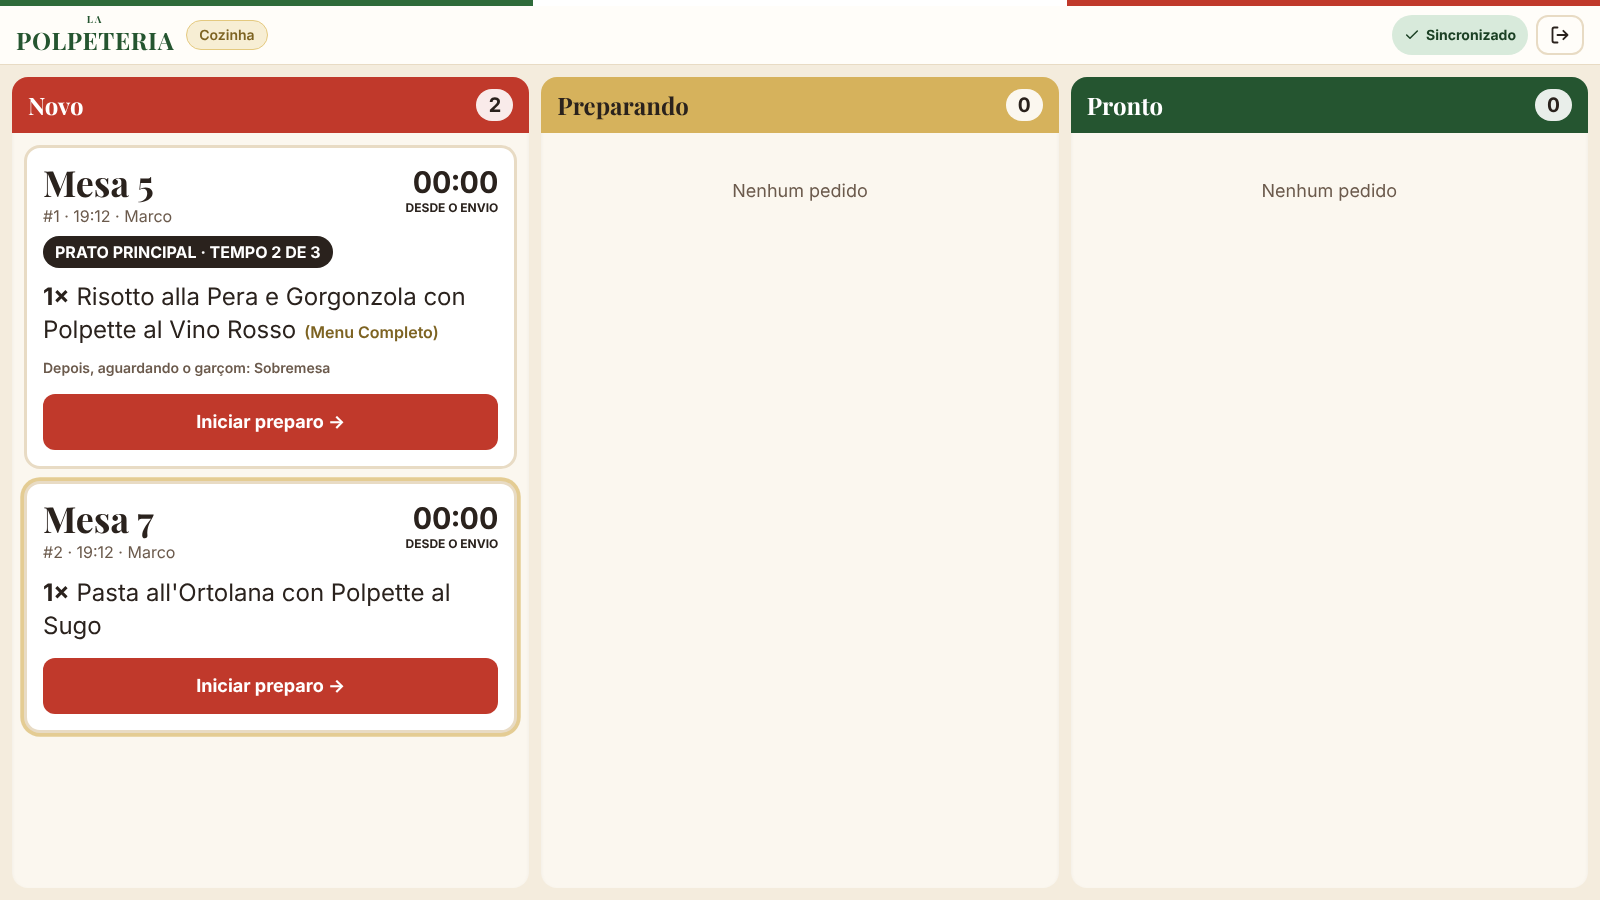 LA
POLPETERIA
Cozinha
Sincronizado
Novo
2
Mesa 5
00:00
#1 · 19:12 · Marco
DESDE O ENVIO
PRATO PRINCIPAL · TEMPO 2 DE 3
1× Risotto alla Pera e Gorgonzola con
Polpette al Vino Rosso (Menu Completo)
Depois, aguardando o garçom: Sobremesa
Iniciar preparo →
Mesa 7
00:00
#2 · 19:12 · Marco
DESDE O ENVIO
1× Pasta all'Ortolana con Polpette al
Sugo
Iniciar preparo →
Preparando
0
Nenhum pedido
Pronto
0
Nenhum pedido